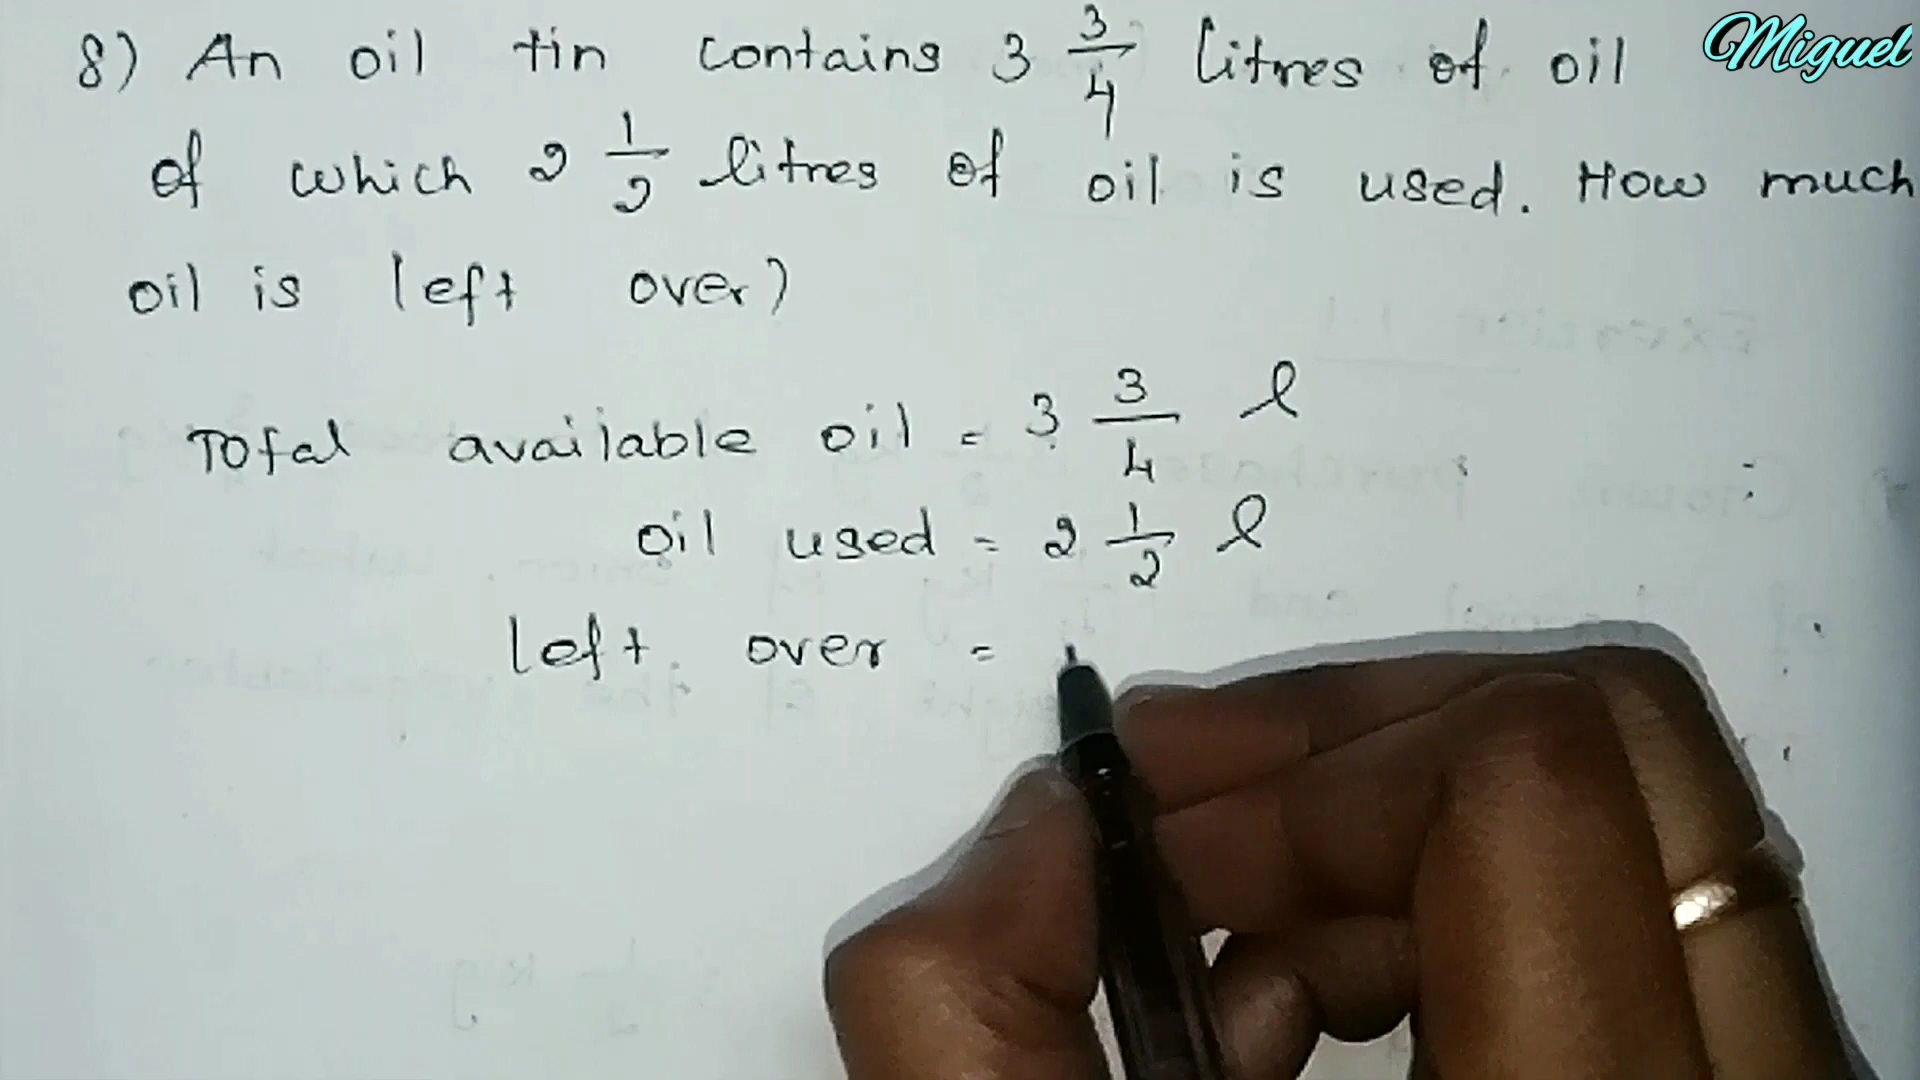 8) An oil tin contains 3 3/4 litres of oil
of which 2 1/2 litres of oil is used. How much
oil is left over?
Total available oil = 3 3/4 l
oil used = 2 1/2 l
left over =
Miguel